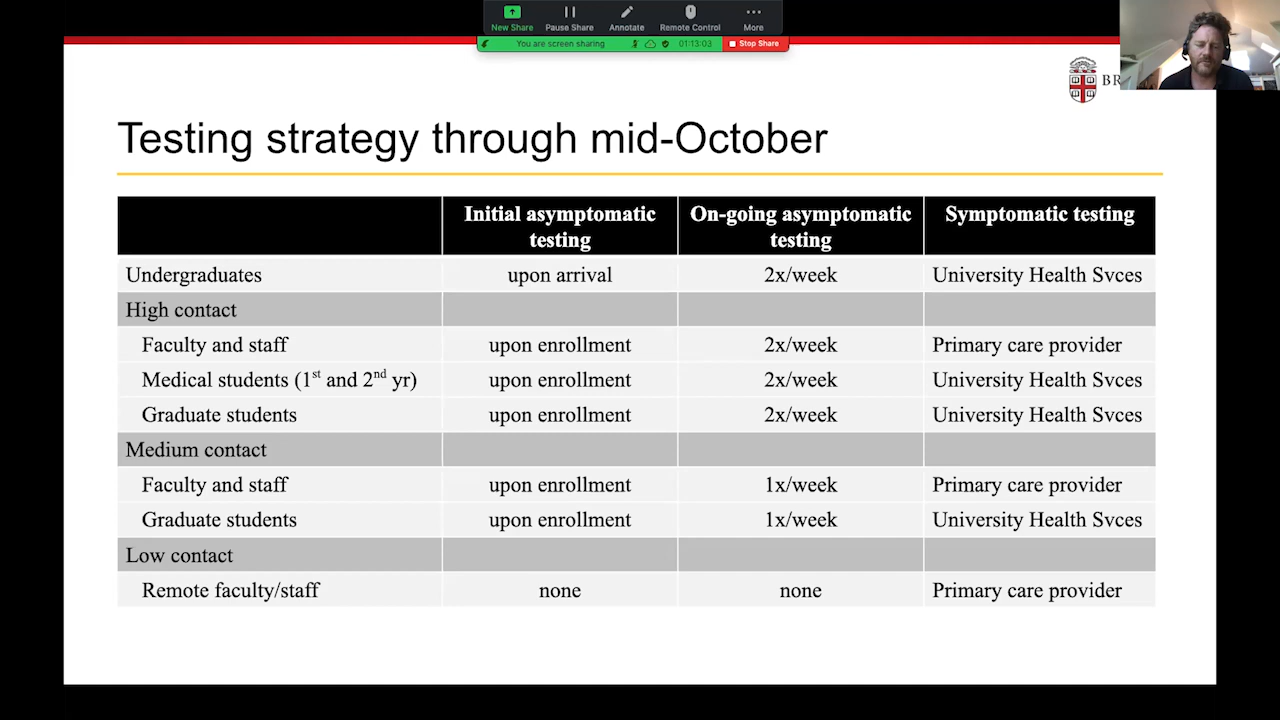 New Share Pause Share Annotate Remote Control More
You are screen sharing 01:13:03 Stop Share
Testing strategy through mid-October
Initial asymptomatic testing On-going asymptomatic testing Symptomatic testing
Undergraduates upon arrival 2x/week University Health Svces
High contact
Faculty and staff upon enrollment 2x/week Primary care provider
Medical students (1st and 2nd yr) upon enrollment 2x/week University Health Svces
Graduate students upon enrollment 2x/week University Health Svces
Medium contact
Faculty and staff upon enrollment 1x/week Primary care provider
Graduate students upon enrollment 1x/week University Health Svces
Low contact
Remote faculty/staff none none Primary care provider